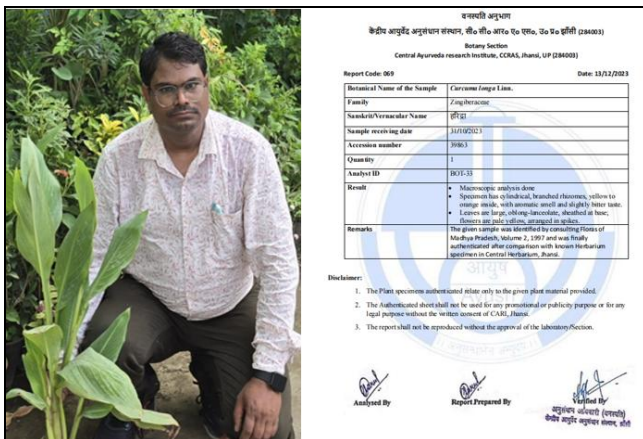 वनस्पति अनुभाग
केंद्रीय आयुर्वेद अनुसंधान संस्थान, सी० सी० आर० ए० एस०, उ० प्र० झाँसी (284003)
Botany Section
Central Ayurveda research Institute, CCRAS, Jhansi, UP (284003)
Report Code: 069 Date: 13/12/2023
Botanical Name of the Sample Curcuma longa Linn.
Family Zingiberaceae
Sanskrit/Vernacular Name हरिद्रा
Sample receiving date 31/10/2023
Accession number 39863
Quantity 1
Analyst ID BOT-33
Result • Macroscopic analysis done
• Specimen has cylindrical, branched rhizomes, yellow to
orange inside, with aromatic smell and slightly bitter taste.
• Leaves are large, oblong-lanceolate, sheathed at base;
flowers are pale yellow, arranged in spikes.
Remarks The given sample was identified by consulting Floras of
Madhya Pradesh, Volume 2, 1997 and was finally
authenticated after comparison with known Herbarium
specimen in Central Herbarium, Jhansi.
आयुष
Disclaimer:
1. The Plant specimens authenticated relate only to the given plant material provided.
2. The Authenticated sheet shall not be used for any promotional or publicity purpose or for any
legal purpose without the written consent of CARI, Jhansi.
3. The report shall not be reproduced without the approval of the laboratory/Section.
Analysed By Report Prepared By Verified By
अनुसंधान अधिकारी (वनस्पति)
केंद्रीय आयुर्वेद अनुसंधान संस्थान, झाँसी